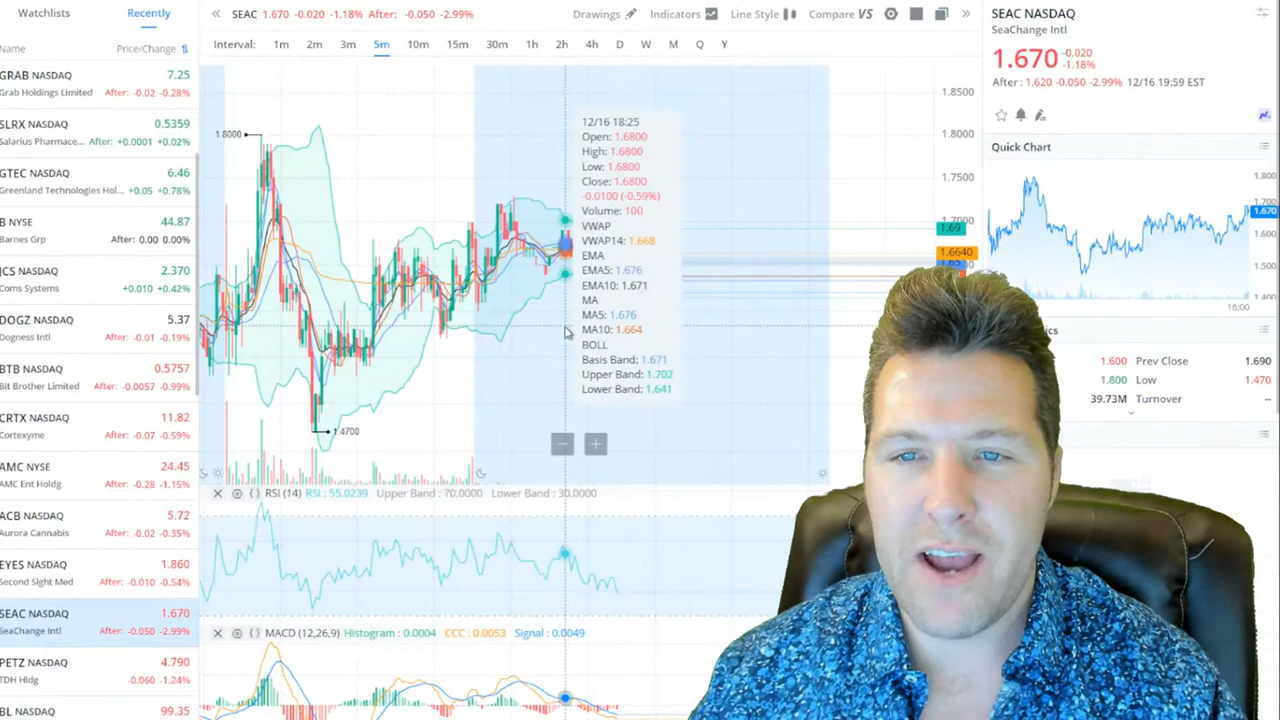 Watchlists
Recently
Name
Price/Change
GRAB NASDAQ 7.25
Grab Holdings Limited After: -0.02 -0.28%
SLRX NASDAQ 0.5359
Salarius Pharmace... After: +0.0001 +0.02%
GTEC NASDAQ 6.46
Greenland Technologies Hol... +0.05 +0.78%
B NYSE 44.87
Barnes Grp After: 0.00 0.00%
JCS NASDAQ 2.370
Coms Systems +0.010 +0.42%
DOGZ NASDAQ 5.37
Dogness Intl After: -0.01 -0.19%
BTB NASDAQ 0.5757
Bit Brother Limited After: -0.0057 -0.99%
CRTX NASDAQ 11.82
Cortexyme After: -0.07 -0.59%
AMC NYSE 24.45
AMC Ent Holdg After: -0.28 -1.15%
ACB NASDAQ 5.72
Aurora Cannabis After: -0.02 -0.35%
EYES NASDAQ 1.860
Second Sight Med After: -0.010 -0.54%
SEAC NASDAQ 1.670
SeaChange Intl After: -0.050 -2.99%
PETZ NASDAQ 4.790
TDH Hldg -0.060 -1.24%
BL NASDAQ 99.35
SEAC 1.670 -0.020 -1.18% After: -0.050 -2.99%
Drawings Indicators Line Style Compare VS
Interval: 1m 2m 3m 5m 10m 15m 30m 1h 2h 4h D W M Q Y
1.8000
1.4700
12/16 18:25
Open: 1.6800
High: 1.6800
Low: 1.6800
Close: 1.6800
-0.0100 (-0.59%)
Volume: 100
VWAP
VWAP14: 1.668
EMA
EMA5: 1.676
EMA10: 1.671
MA
MA5: 1.676
MA10: 1.664
BOLL
Basis Band: 1.671
Upper Band: 1.702
Lower Band: 1.641
1.8500
1.8000
1.7500
1.7000
1.69
1.6640
RSI (14) RSI: 55.0239 Upper Band : 70.0000 Lower Band : 30.0000
MACD (12,26,9) Histogram : 0.0004 CCC : 0.0053 Signal : 0.0049
SEAC NASDAQ
SeaChange Intl
1.670 -0.020
-1.18%
After : 1.620 -0.050 -2.99% 12/16 19:59 EST
Quick Chart
1.800
1.700
1.670
1.600
1.500
1.400
16:00
1.600 Prev Close 1.690
1.800 Low 1.470
39.73M Turnover --